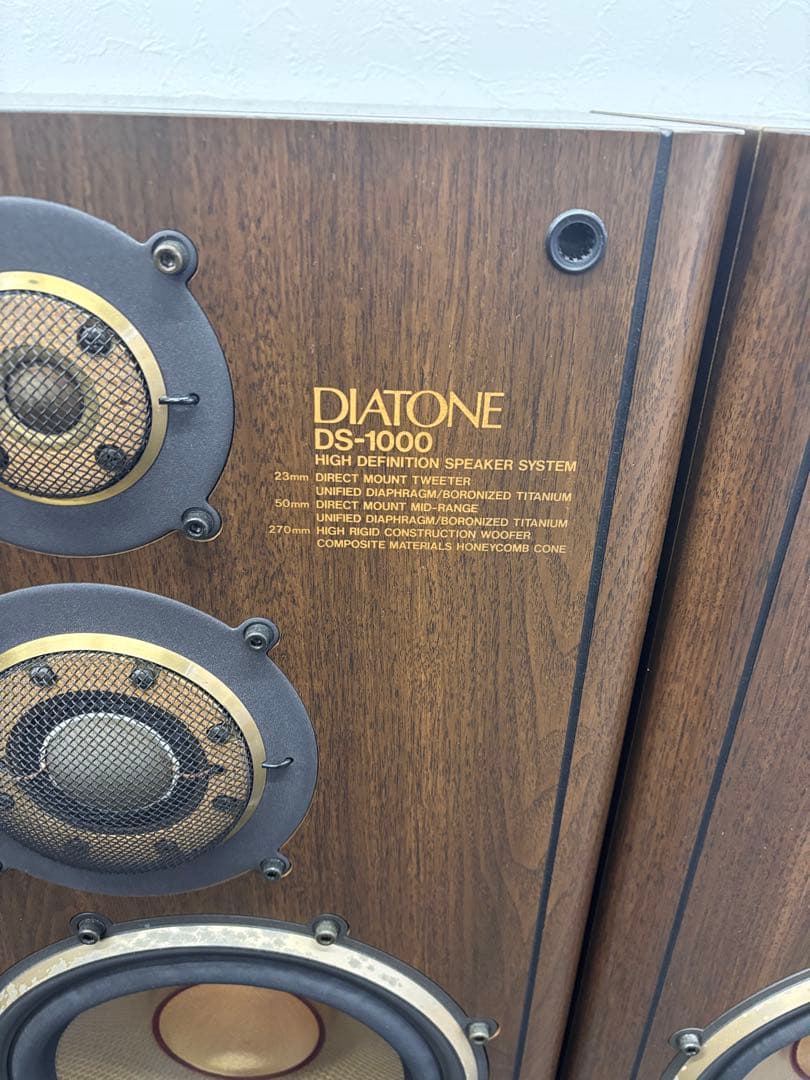 DIATONE
DS-1000
HIGH DEFINITION SPEAKER SYSTEM
23mm DIRECT MOUNT TWEETER
UNIFIED DIAPHRAGM/BORONIZED TITANIUM
50mm DIRECT MOUNT MID-RANGE
UNIFIED DIAPHRAGM/BORONIZED TITANIUM
270mm HIGH RIGID CONSTRUCTION WOOFER
COMPOSITE MATERIALS HONEYCOMB CONE